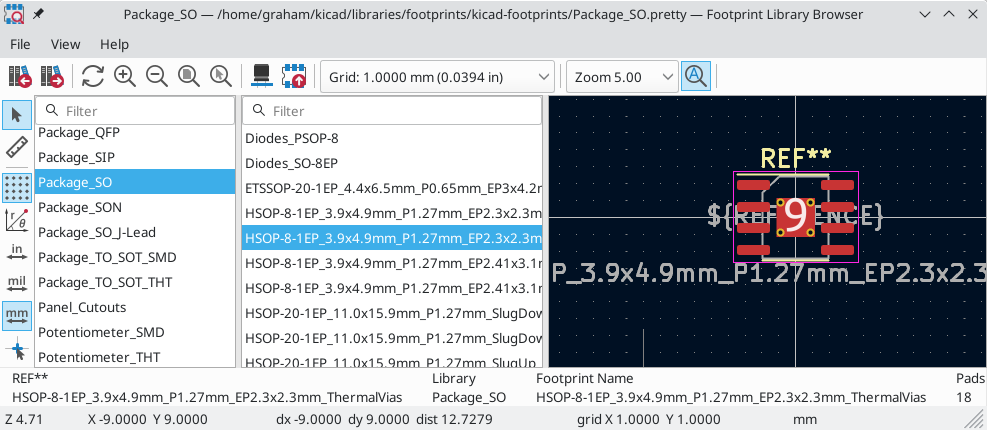 Package_SO — /home/graham/kicad/libraries/footprints/kicad-footprints/Package_SO.pretty — Footprint Library Browser
File View Help
Grid: 1.0000 mm (0.0394 in) Zoom 5.00 A
Filter
Package_QFP
Package_SIP
Package_SO
Package_SON
Package_SO_J-Lead
Package_TO_SOT_SMD
Package_TO_SOT_THT
Panel_Cutouts
Potentiometer_SMD
Potentiometer_THT
r θ
in
mil
mm
Filter
Diodes_PSOP-8
Diodes_SO-8EP
ETSSOP-20-1EP_4.4x6.5mm_P0.65mm_EP3x4.2r
HSOP-8-1EP_3.9x4.9mm_P1.27mm_EP2.3x2.3m
HSOP-8-1EP_3.9x4.9mm_P1.27mm_EP2.3x2.3m
HSOP-8-1EP_3.9x4.9mm_P1.27mm_EP2.41x3.1r
HSOP-8-1EP_3.9x4.9mm_P1.27mm_EP2.41x3.1r
HSOP-20-1EP_11.0x15.9mm_P1.27mm_SlugDow
HSOP-20-1EP_11.0x15.9mm_P1.27mm_SlugDow
HSOP-20-1EP_11.0x15.9mm_P1.27mm_SlugUp
REF**
${REFERENCE}
9
P_3.9x4.9mm_P1.27mm_EP2.3x2.3
REF** Library Footprint Name Pads
HSOP-8-1EP_3.9x4.9mm_P1.27mm_EP2.3x2.3mm_ThermalVias Package_SO HSOP-8-1EP_3.9x4.9mm_P1.27mm_EP2.3x2.3mm_ThermalVias 18
Z 4.71 X -9.0000 Y 9.0000 dx -9.0000 dy 9.0000 dist 12.7279 grid X 1.0000 Y 1.0000 mm